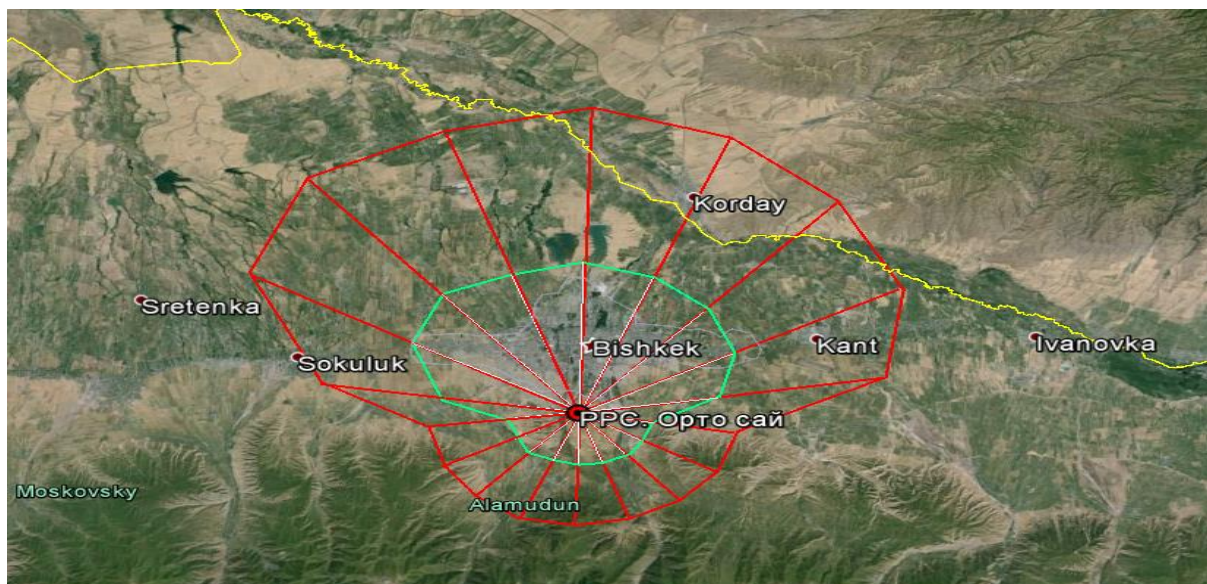 Korday
Sretenka
Bishkek
Kant
Ivanovka
Sokuluk
РРС. Орто сай
Moskovsky
Alamudun